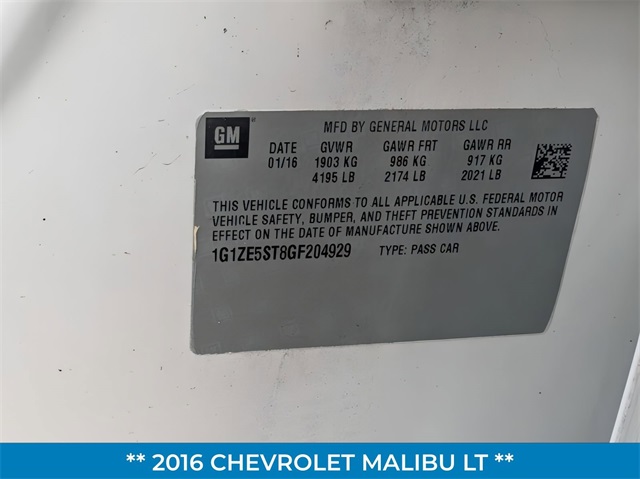 GM
MFD BY GENERAL MOTORS LLC
DATE GVWR GAWR FRT GAWR RR
01/16 1903 KG 986 KG 917 KG
4195 LB 2174 LB 2021 LB
THIS VEHICLE CONFORMS TO ALL APPLICABLE U.S. FEDERAL MOTOR
VEHICLE SAFETY, BUMPER, AND THEFT PREVENTION STANDARDS IN
EFFECT ON THE DATE OF MANUFACTURE SHOWN ABOVE.
1G1ZE5ST8GF204929 TYPE: PASS CAR
** 2016 CHEVROLET MALIBU LT **